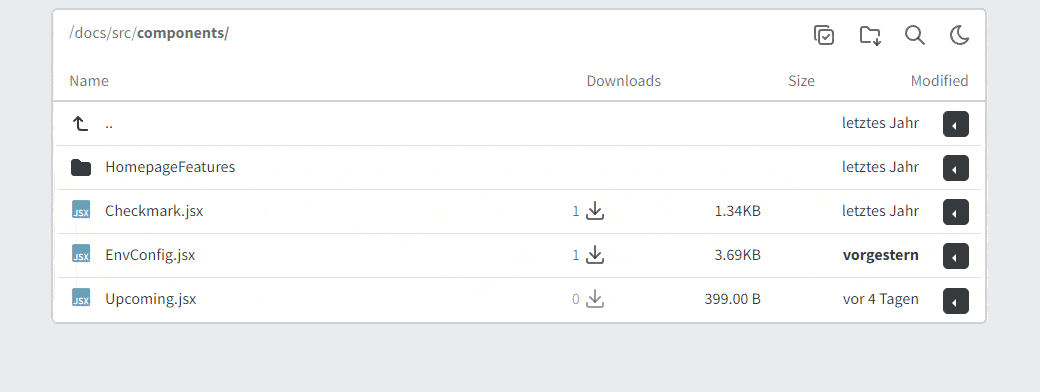 /docs/src/components/
Name Downloads Size Modified
.. letztes Jahr
HomepageFeatures letztes Jahr
JSX Checkmark.jsx 1 1.34KB letztes Jahr
JSX EnvConfig.jsx 1 3.69KB vorgestern
JSX Upcoming.jsx 0 399.00 B vor 4 Tagen